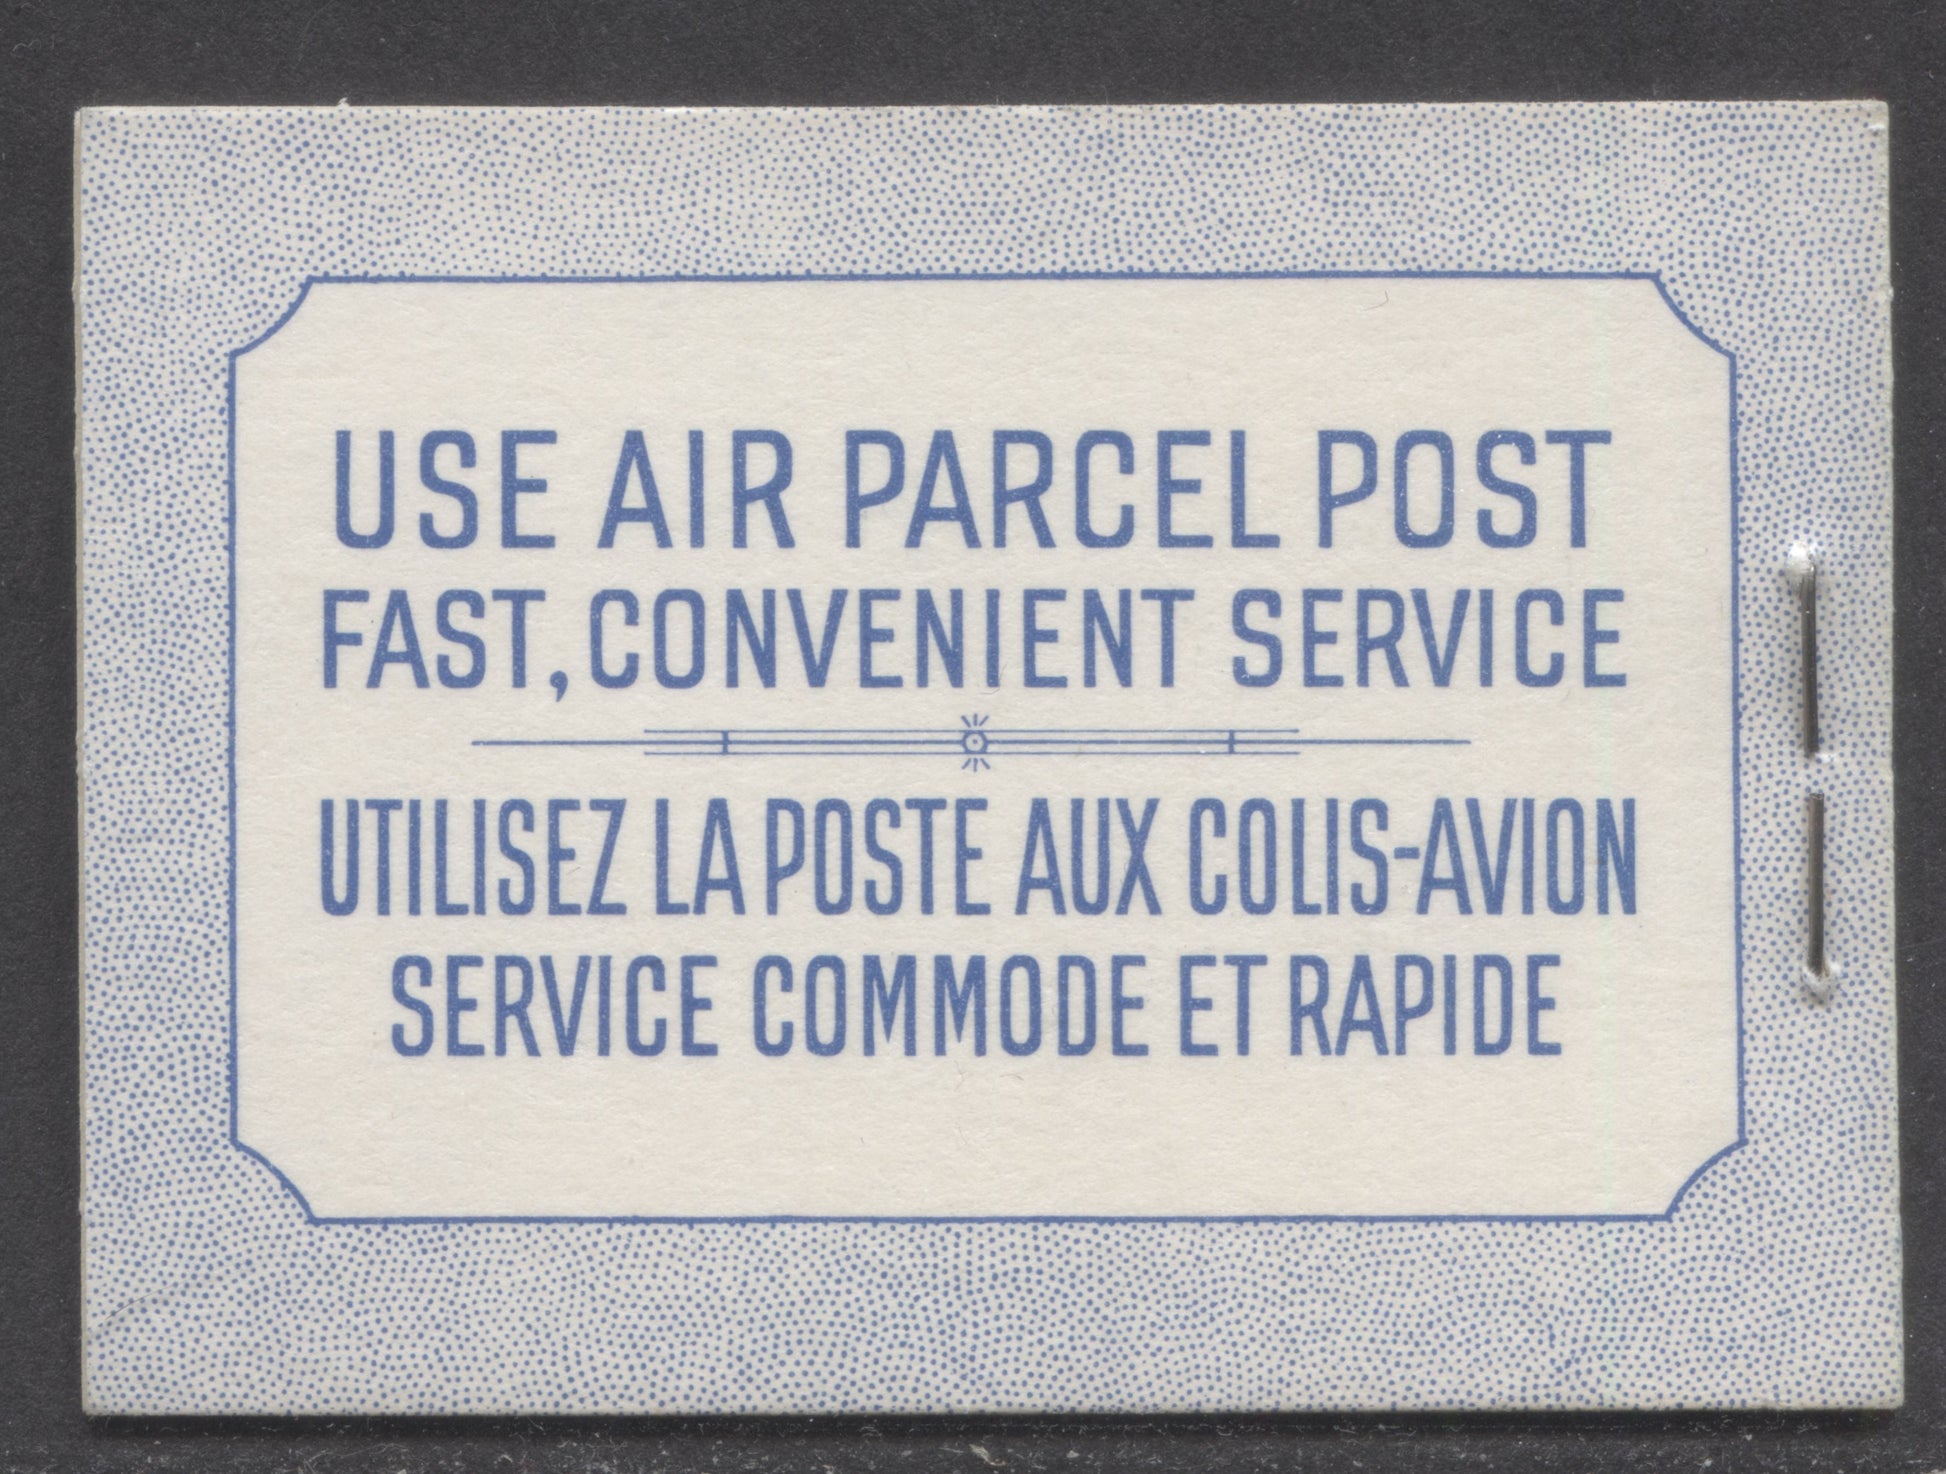 USE AIR PARCEL POST
FAST, CONVENIENT SERVICE
UTILISEZ LA POSTE AUX COLIS-AVION
SERVICE COMMODE ET RAPIDE